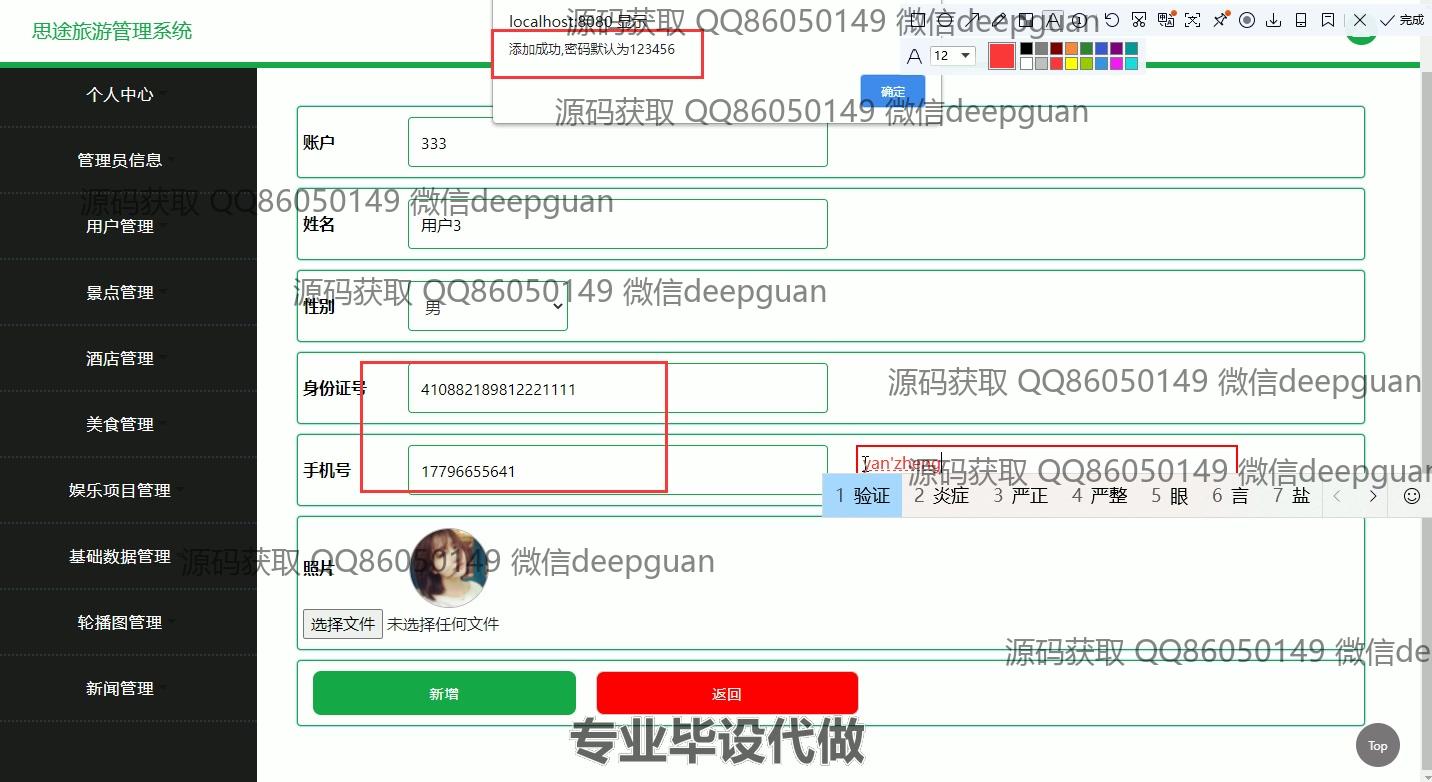 localhost:8080 显示
源码获取 QQ86050149 微信deepguan
思途旅游管理系统
添加成功,密码默认为123456
A 12
完成
确定
源码获取 QQ86050149 微信deepguan
个人中心
管理员信息
用户管理
景点管理
酒店管理
美食管理
娱乐项目管理
基础数据管理
轮播图管理
新闻管理
账户 333
源码获取 QQ86050149 微信deepguan
姓名 用户3
源码获取 QQ86050149 微信deepguan
性别 男
身份证号 410882189812221111
源码获取 QQ86050149 微信deepguan
手机号 17796655641
yan'zheng
源码获取 QQ86050149 微信deepguan
1 验证 2 炎症 3 严正 4 严整 5 眼 6 言 7 盐
照片
源码获取 QQ86050149 微信deepguan
选择文件 未选择任何文件
源码获取 QQ86050149 微信de
新增 返回
专业毕设代做
Top